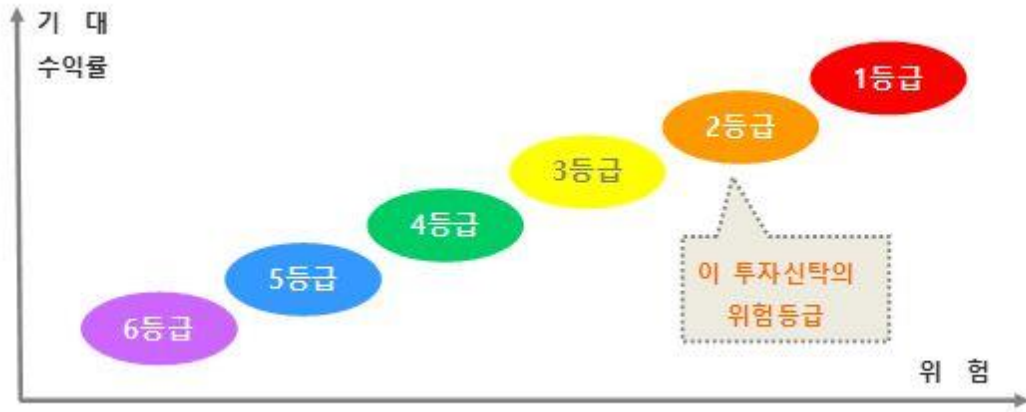 기 대
수익률
1등급
2등급
3등급
4등급
5등급
6등급
이 투자신탁의
위험등급
위 험